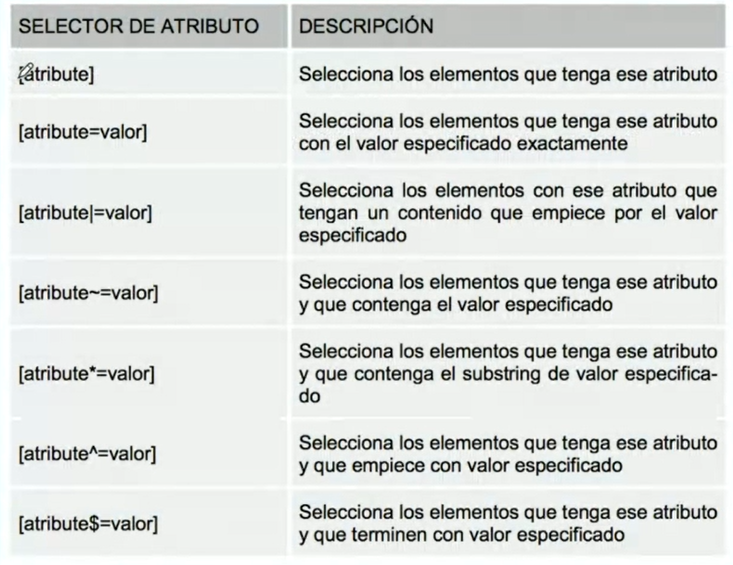 SELECTOR DE ATRIBUTO DESCRIPCIÓN
[atribute] Selecciona los elementos que tenga ese atributo
[atribute=valor] Selecciona los elementos que tenga ese atributo
con el valor especificado exactamente
[atribute|=valor] Selecciona los elementos con ese atributo que
tengan un contenido que empiece por el valor
especificado
[atribute~=valor] Selecciona los elementos que tenga ese atributo
y que contenga el valor especificado
[atribute*=valor] Selecciona los elementos que tenga ese atributo
y que contenga el substring de valor especifica-
do
[atribute^=valor] Selecciona los elementos que tenga ese atributo
y que empiece con valor especificado
[atribute$=valor] Selecciona los elementos que tenga ese atributo
y que terminen con valor especificado